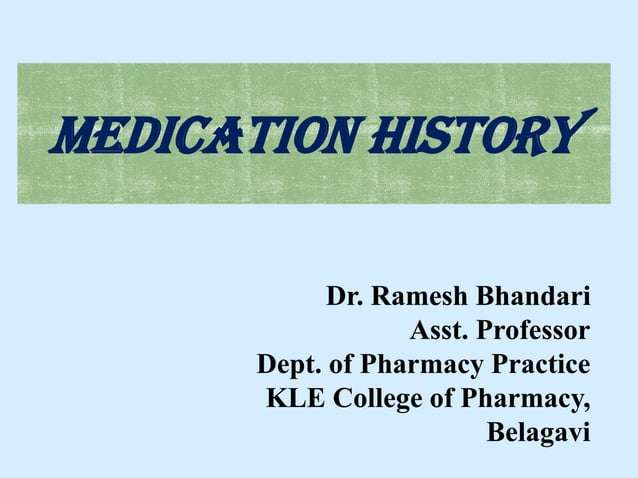 MEDICATION HISTORY
Dr. Ramesh Bhandari
Asst. Professor
Dept. of Pharmacy Practice
KLE College of Pharmacy,
Belagavi